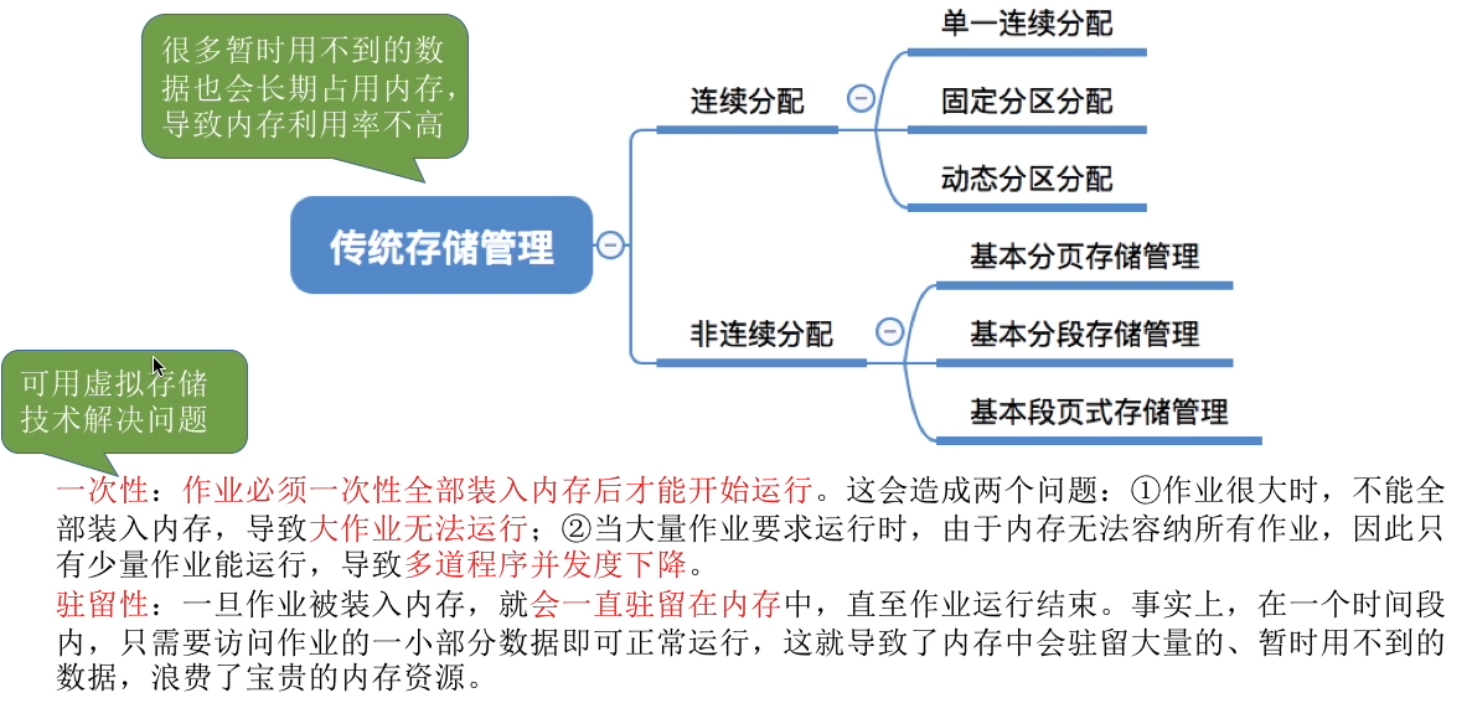 很多暂时用不到的数
据也会长期占用内存，
导致内存利用率不高
传统存储管理
连续分配
单一连续分配
固定分区分配
动态分区分配
非连续分配
基本分页存储管理
基本分段存储管理
基本段页式存储管理
可用虚拟存储
技术解决问题
一次性：作业必须一次性全部装入内存后才能开始运行。这会造成两个问题：①作业很大时，不能全
部装入内存，导致大作业无法运行；②当大量作业要求运行时，由于内存无法容纳所有作业，因此只
有少量作业能运行，导致多道程序并发度下降。
驻留性：一旦作业被装入内存，就会一直驻留在内存中，直至作业运行结束。事实上，在一个时间段
内，只需要访问作业的一小部分数据即可正常运行，这就导致了内存中会驻留大量的、暂时用不到的
数据，浪费了宝贵的内存资源。